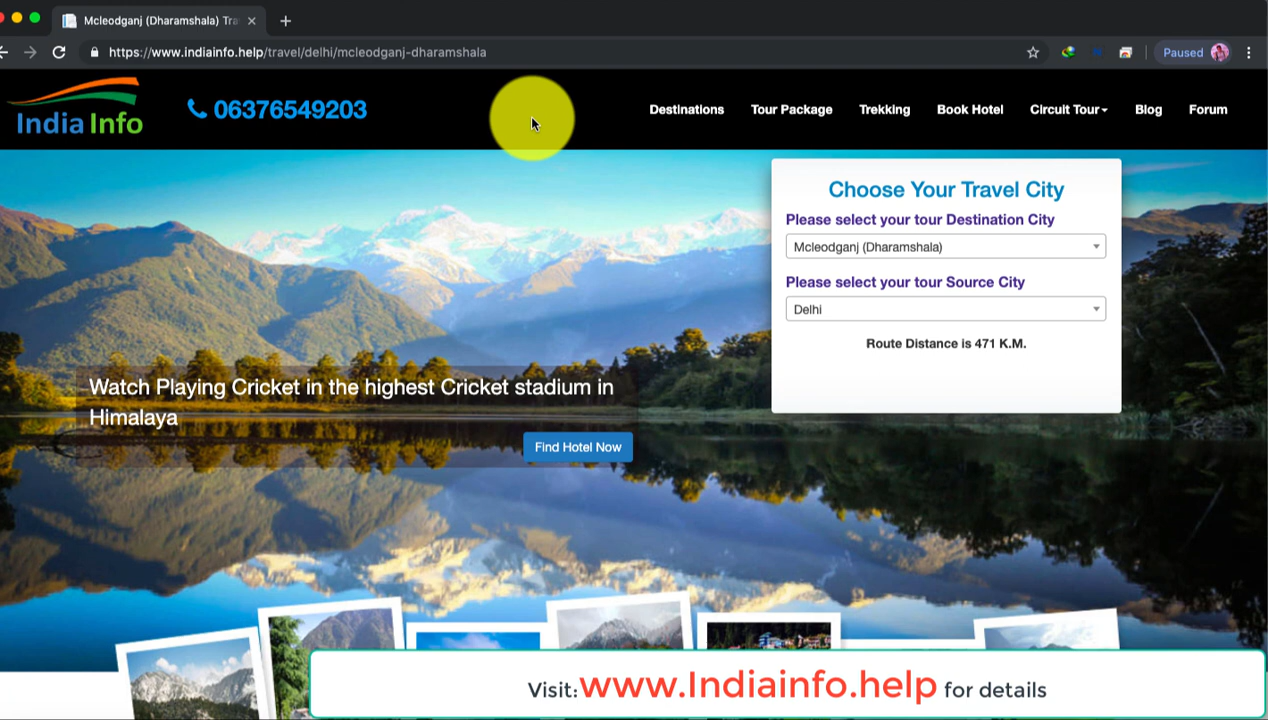 Mcleodganj (Dharamshala) Tra
https://www.indiainfo.help/travel/delhi/mcleodganj-dharamshala
Paused
India Info
06376549203
Destinations
Tour Package
Trekking
Book Hotel
Circuit Tour
Blog
Forum
Choose Your Travel City
Please select your tour Destination City
Mcleodganj (Dharamshala)
Please select your tour Source City
Delhi
Route Distance is 471 K.M.
Watch Playing Cricket in the highest Cricket stadium in
Himalaya
Find Hotel Now
Visit:www.Indiainfo.help for details